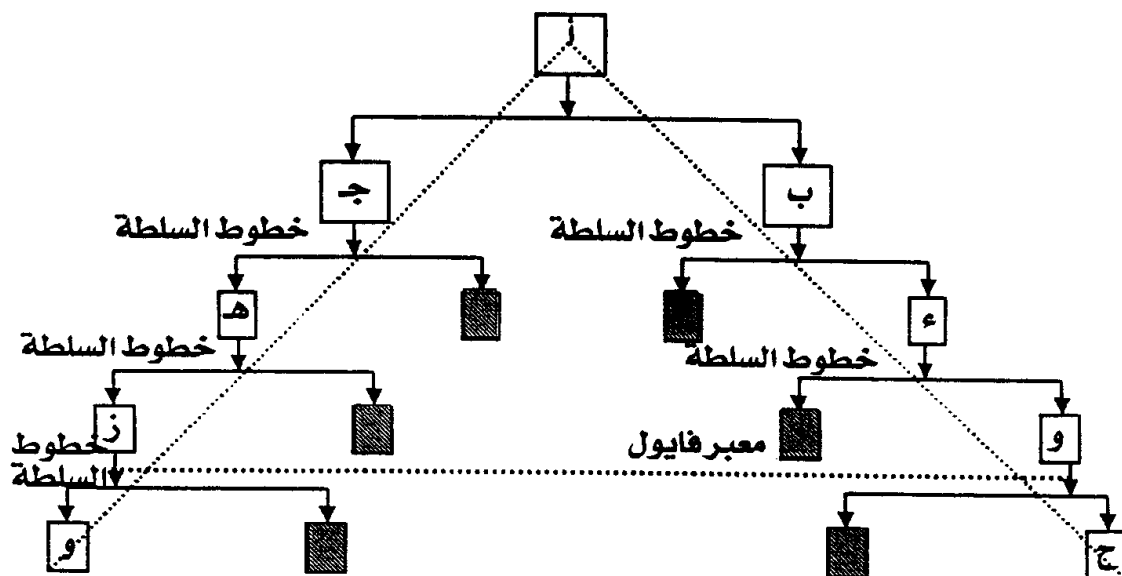 أ
ب
جـ
خطوط السلطة
خطوط السلطة
ء
هـ
خطوط السلطة
خطوط السلطة
و
ز
معبر فايول
خطوط
السلطة
ج
و